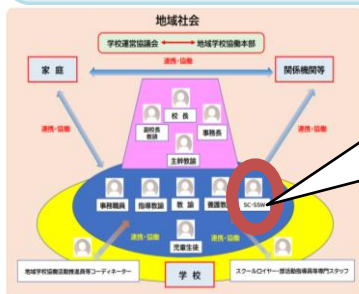 地域社会
学校運営協議会 地域学校協働本部
連携・協働
家庭
関係機関等
校長
副校長
教頭
事務長
主幹教諭
連携・協働
連携・協働
事務職員 指導教諭 教諭 養護教諭 SC・SSW
連携・協働 連携・協働
児童生徒
地域学校協働活動推進員等コーディネーター
スクールロイヤー・部活動指導員等専門スタッフ
学校